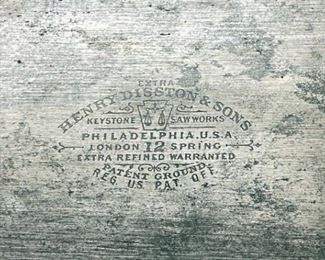 EXTRA
HENRY DISSTON & SONS
KEYSTONE SAW WORKS
PHILADELPHIA, U.S.A.
LONDON 12 SPRING
EXTRA REFINED WARRANTED
PATENT GROUND
REG. US. PAT. OFF.